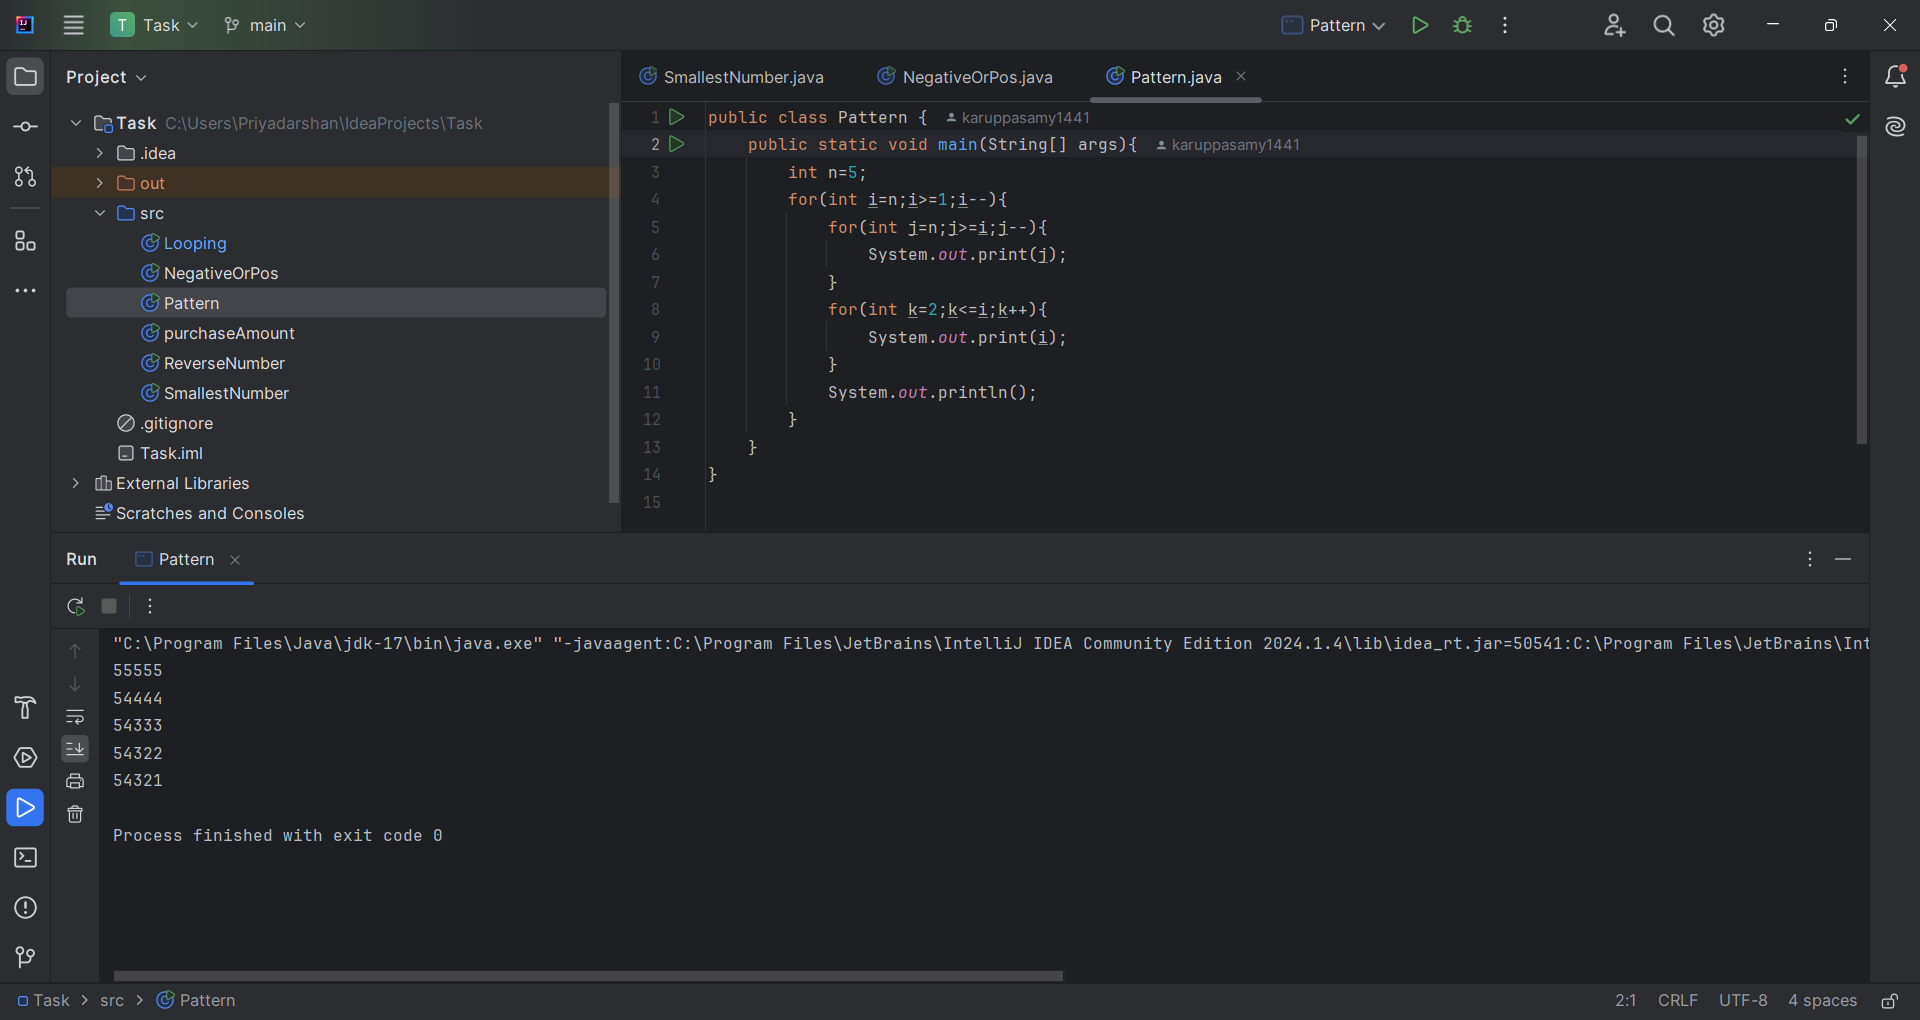 T Task main Pattern
Project
SmallestNumber.java NegativeOrPos.java Pattern.java
Task C:\Users\Priyadarshan\IdeaProjects\Task
.idea
out
src
Looping
NegativeOrPos
Pattern
purchaseAmount
ReverseNumber
SmallestNumber
.gitignore
Task.iml
External Libraries
Scratches and Consoles
1 public class Pattern { karuppasamy1441
2     public static void main(String[] args){ karuppasamy1441
3         int n=5;
4         for(int i=n;i>=1;i--){
5             for(int j=n;j>=i;j--){
6                 System.out.print(j);
7             }
8             for(int k=2;k<=i;k++){
9                 System.out.print(i);
10             }
11             System.out.println();
12         }
13     }
14 }
15
Run Pattern
"C:\Program Files\Java\jdk-17\bin\java.exe" "-javaagent:C:\Program Files\JetBrains\IntelliJ IDEA Community Edition 2024.1.4\lib\idea_rt.jar=50541:C:\Program Files\JetBrains\Int
55555
54444
54333
54322
54321
Process finished with exit code 0
Task > src > Pattern
2:1 CRLF UTF-8 4 spaces